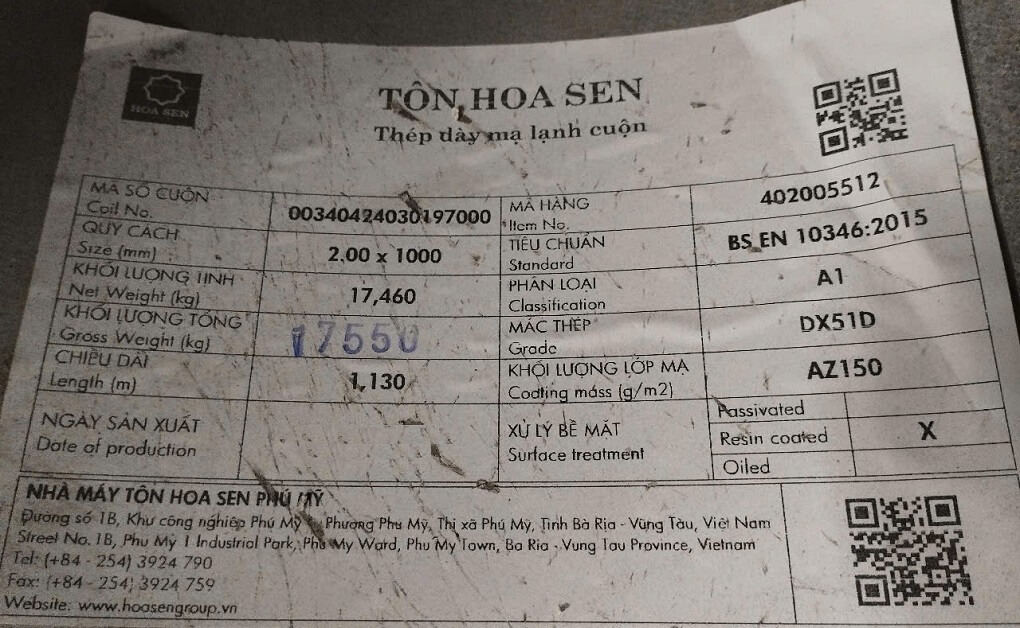 HOA SEN
TÔN HOA SEN
Thép dày mạ lạnh cuộn
MÃ SỐ CUỘN
Coil No.
00340424030197000
MÃ HÀNG
Item No.
402005512
QUY CÁCH
Size (mm)
2.00 x 1000
TIÊU CHUẨN
Standard
BS EN 10346:2015
KHỐI LƯỢNG TỊNH
Net Weight (kg)
17,460
PHÂN LOẠI
Classification
A1
KHỐI LƯỢNG TỔNG
Gross Weight (kg)
17550
MÁC THÉP
Grade
DX51D
CHIỀU DÀI
Length (m)
1,130
KHỐI LƯỢNG LỚP MẠ
Coating mass (g/m2)
AZ150
NGÀY SẢN XUẤT
Date of production
XỬ LÝ BỀ MẶT
Surface treatment
Passivated
Resin coated X
Oiled
NHÀ MÁY TÔN HOA SEN PHÚ MỸ
Đường số 1B, Khu công nghiệp Phú Mỹ 1, Phường Phú Mỹ, Thị xã Phú Mỹ, Tỉnh Bà Rịa - Vũng Tàu, Việt Nam
Street No. 1B, Phu Mỹ 1 Industrial Park, Phu My Ward, Phu My Town, Ba Ria - Vung Tau Province, Vietnam
Tel: (+84 - 254) 3924 790
Fax: (+84 - 254) 3924 759
Website: www.hoasengroup.vn